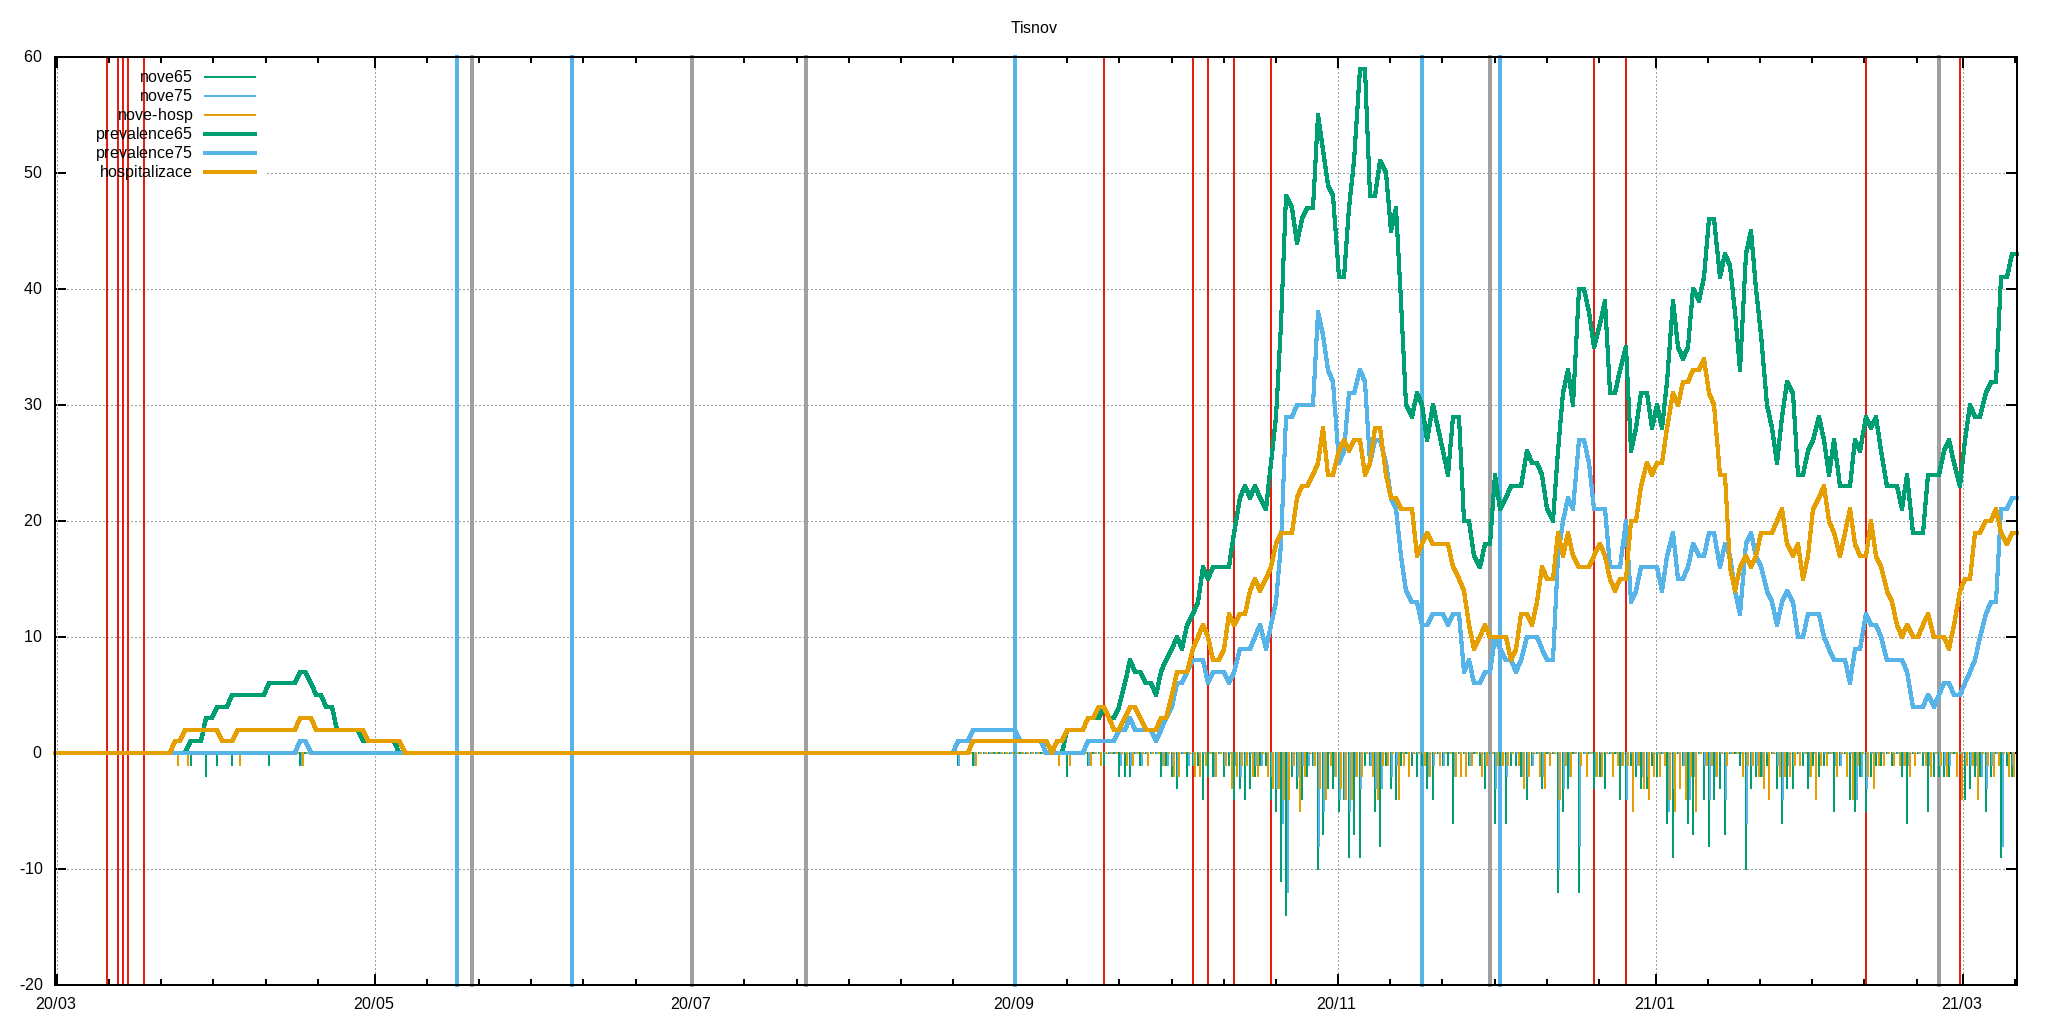 Tisnov
60
50
40
30
20
10
0
-10
-20
nove65
nove75
nove-hosp
prevalence65
prevalence75
hospitalizace
20/03 20/05 20/07 20/09 20/11 21/01 21/03